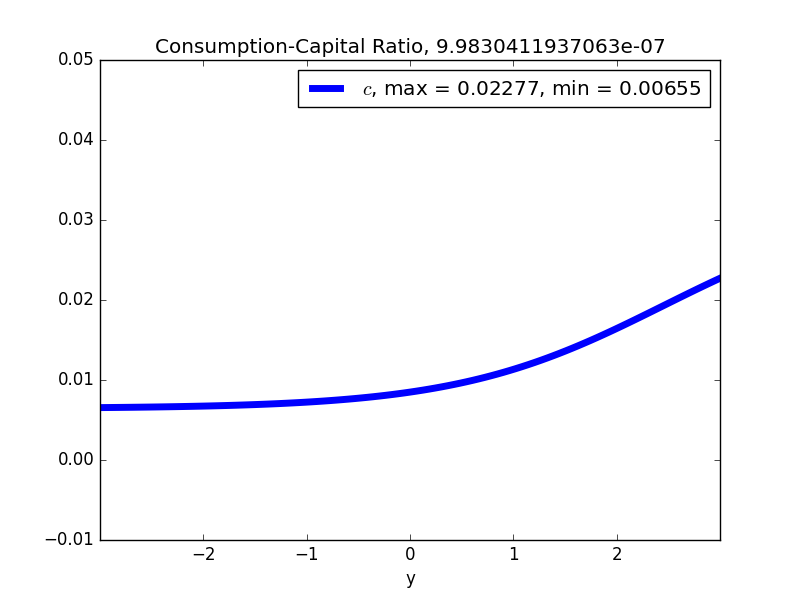 Consumption-Capital Ratio, 9.9830411937063e-07
c, max = 0.02277, min = 0.00655
0.05
0.04
0.03
0.02
0.01
0.00
−0.01
−2 −1 0 1 2
y